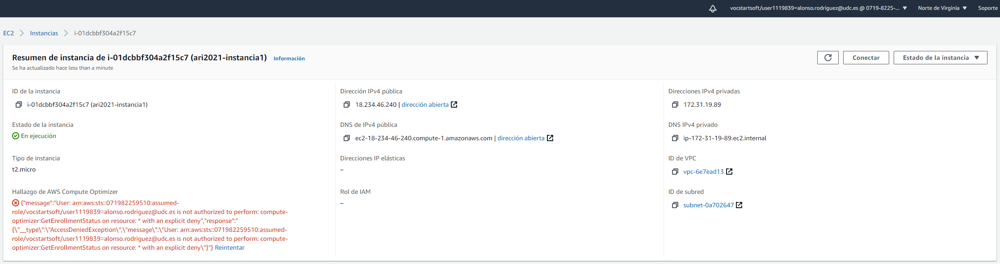 vocstartsoft/user1119839=alonso.rodriguez@udc.es @ 0719-8225-... Norte de Virginia Soporte
EC2 Instancias i-01dcbbf304a2f15c7
Resumen de instancia de i-01dcbbf304a2f15c7 (ari2021-instancia1) Información
Se ha actualizado hace less than a minute
Conectar
Estado de la instancia
ID de la instancia
i-01dcbbf304a2f15c7 (ari2021-instancia1)
Estado de la instancia
En ejecución
Tipo de instancia
t2.micro
Hallazgo de AWS Compute Optimizer
{"message":"User: arn:aws:sts::071982259510:assumed-
role/vocstartsoft/user1119839=alonso.rodriguez@udc.es is not authorized to perform: compute-
optimizer:GetEnrollmentStatus on resource: * with an explicit deny","response":"
{\"__type\":\"AccessDeniedException\",\"message\":\"User: arn:aws:sts::071982259510:assumed-
role/vocstartsoft/user1119839=alonso.rodriguez@udc.es is not authorized to perform: compute-
optimizer:GetEnrollmentStatus on resource: * with an explicit deny\"}"} Reintentar
Dirección IPv4 pública
18.234.46.240 | dirección abierta
DNS de IPv4 pública
ec2-18-234-46-240.compute-1.amazonaws.com | dirección abierta
Direcciones IP elásticas
–
Rol de IAM
–
Direcciones IPv4 privadas
172.31.19.89
DNS IPv4 privado
ip-172-31-19-89.ec2.internal
ID de VPC
vpc-6e7ead13
ID de subred
subnet-0a702647